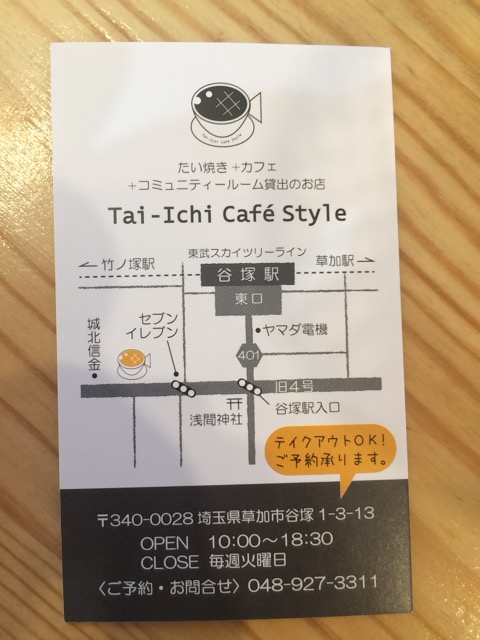 Tai-Ichi Café Style
たい焼き+カフェ
+コミュニティールーム貸出のお店
Tai-Ichi Café Style
東武スカイツリーライン
竹ノ塚駅
谷塚駅
草加駅
東口
セブン
イレブン
城北信金
ヤマダ電機
401
旧4号
谷塚駅入口
浅間神社
テイクアウトOK!
ご予約承ります。
〒340-0028 埼玉県草加市谷塚 1-3-13
OPEN 10:00〜18:30
CLOSE 毎週火曜日
〈ご予約・お問合せ〉048-927-3311